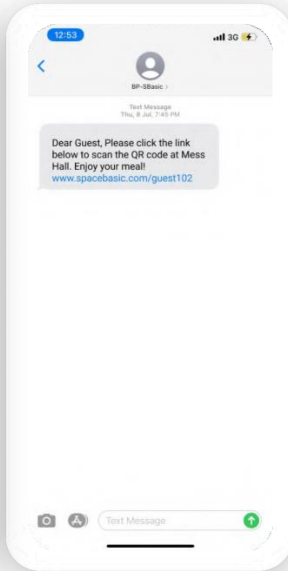 12:53
3G
BP-SBasic
Text Message
Thu, 8 Jul, 7:45 PM
Dear Guest, Please click the link
below to scan the QR code at Mess
Hall. Enjoy your meal!
www.spacebasic.com/guest102
Text Message